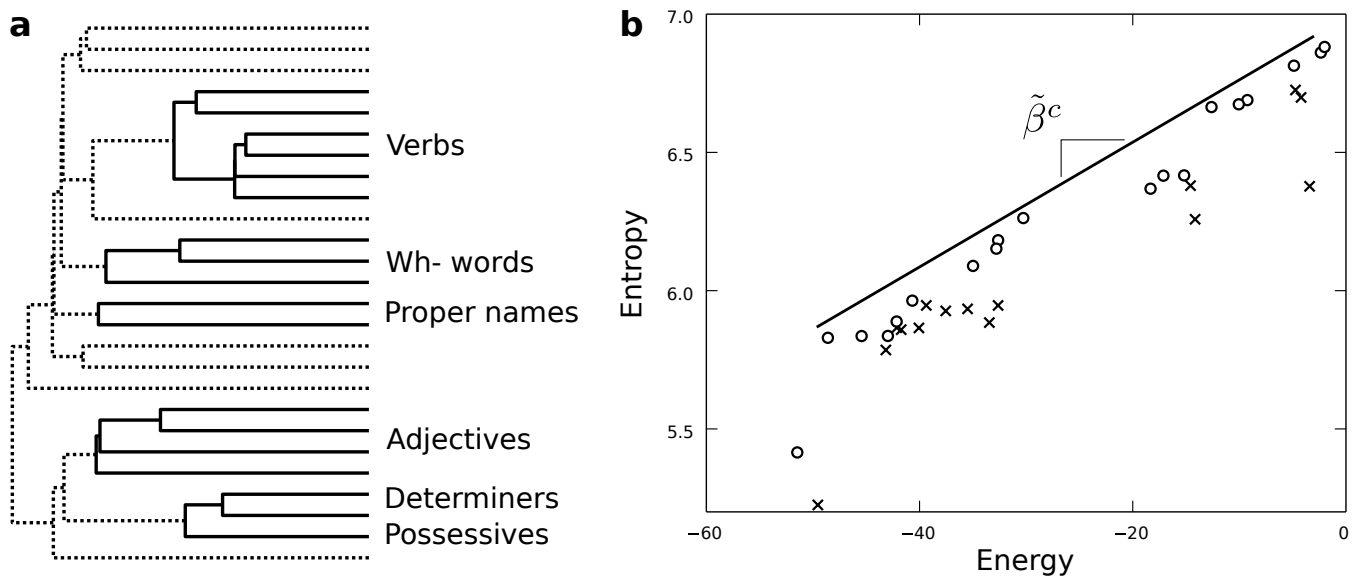 a
Verbs
Wh- words
Proper names
Adjectives
Determiners
Possessives
b
7.0
6.5
6.0
5.5
Entropy
β̃ᶜ
−60
−40
−20
0
Energy